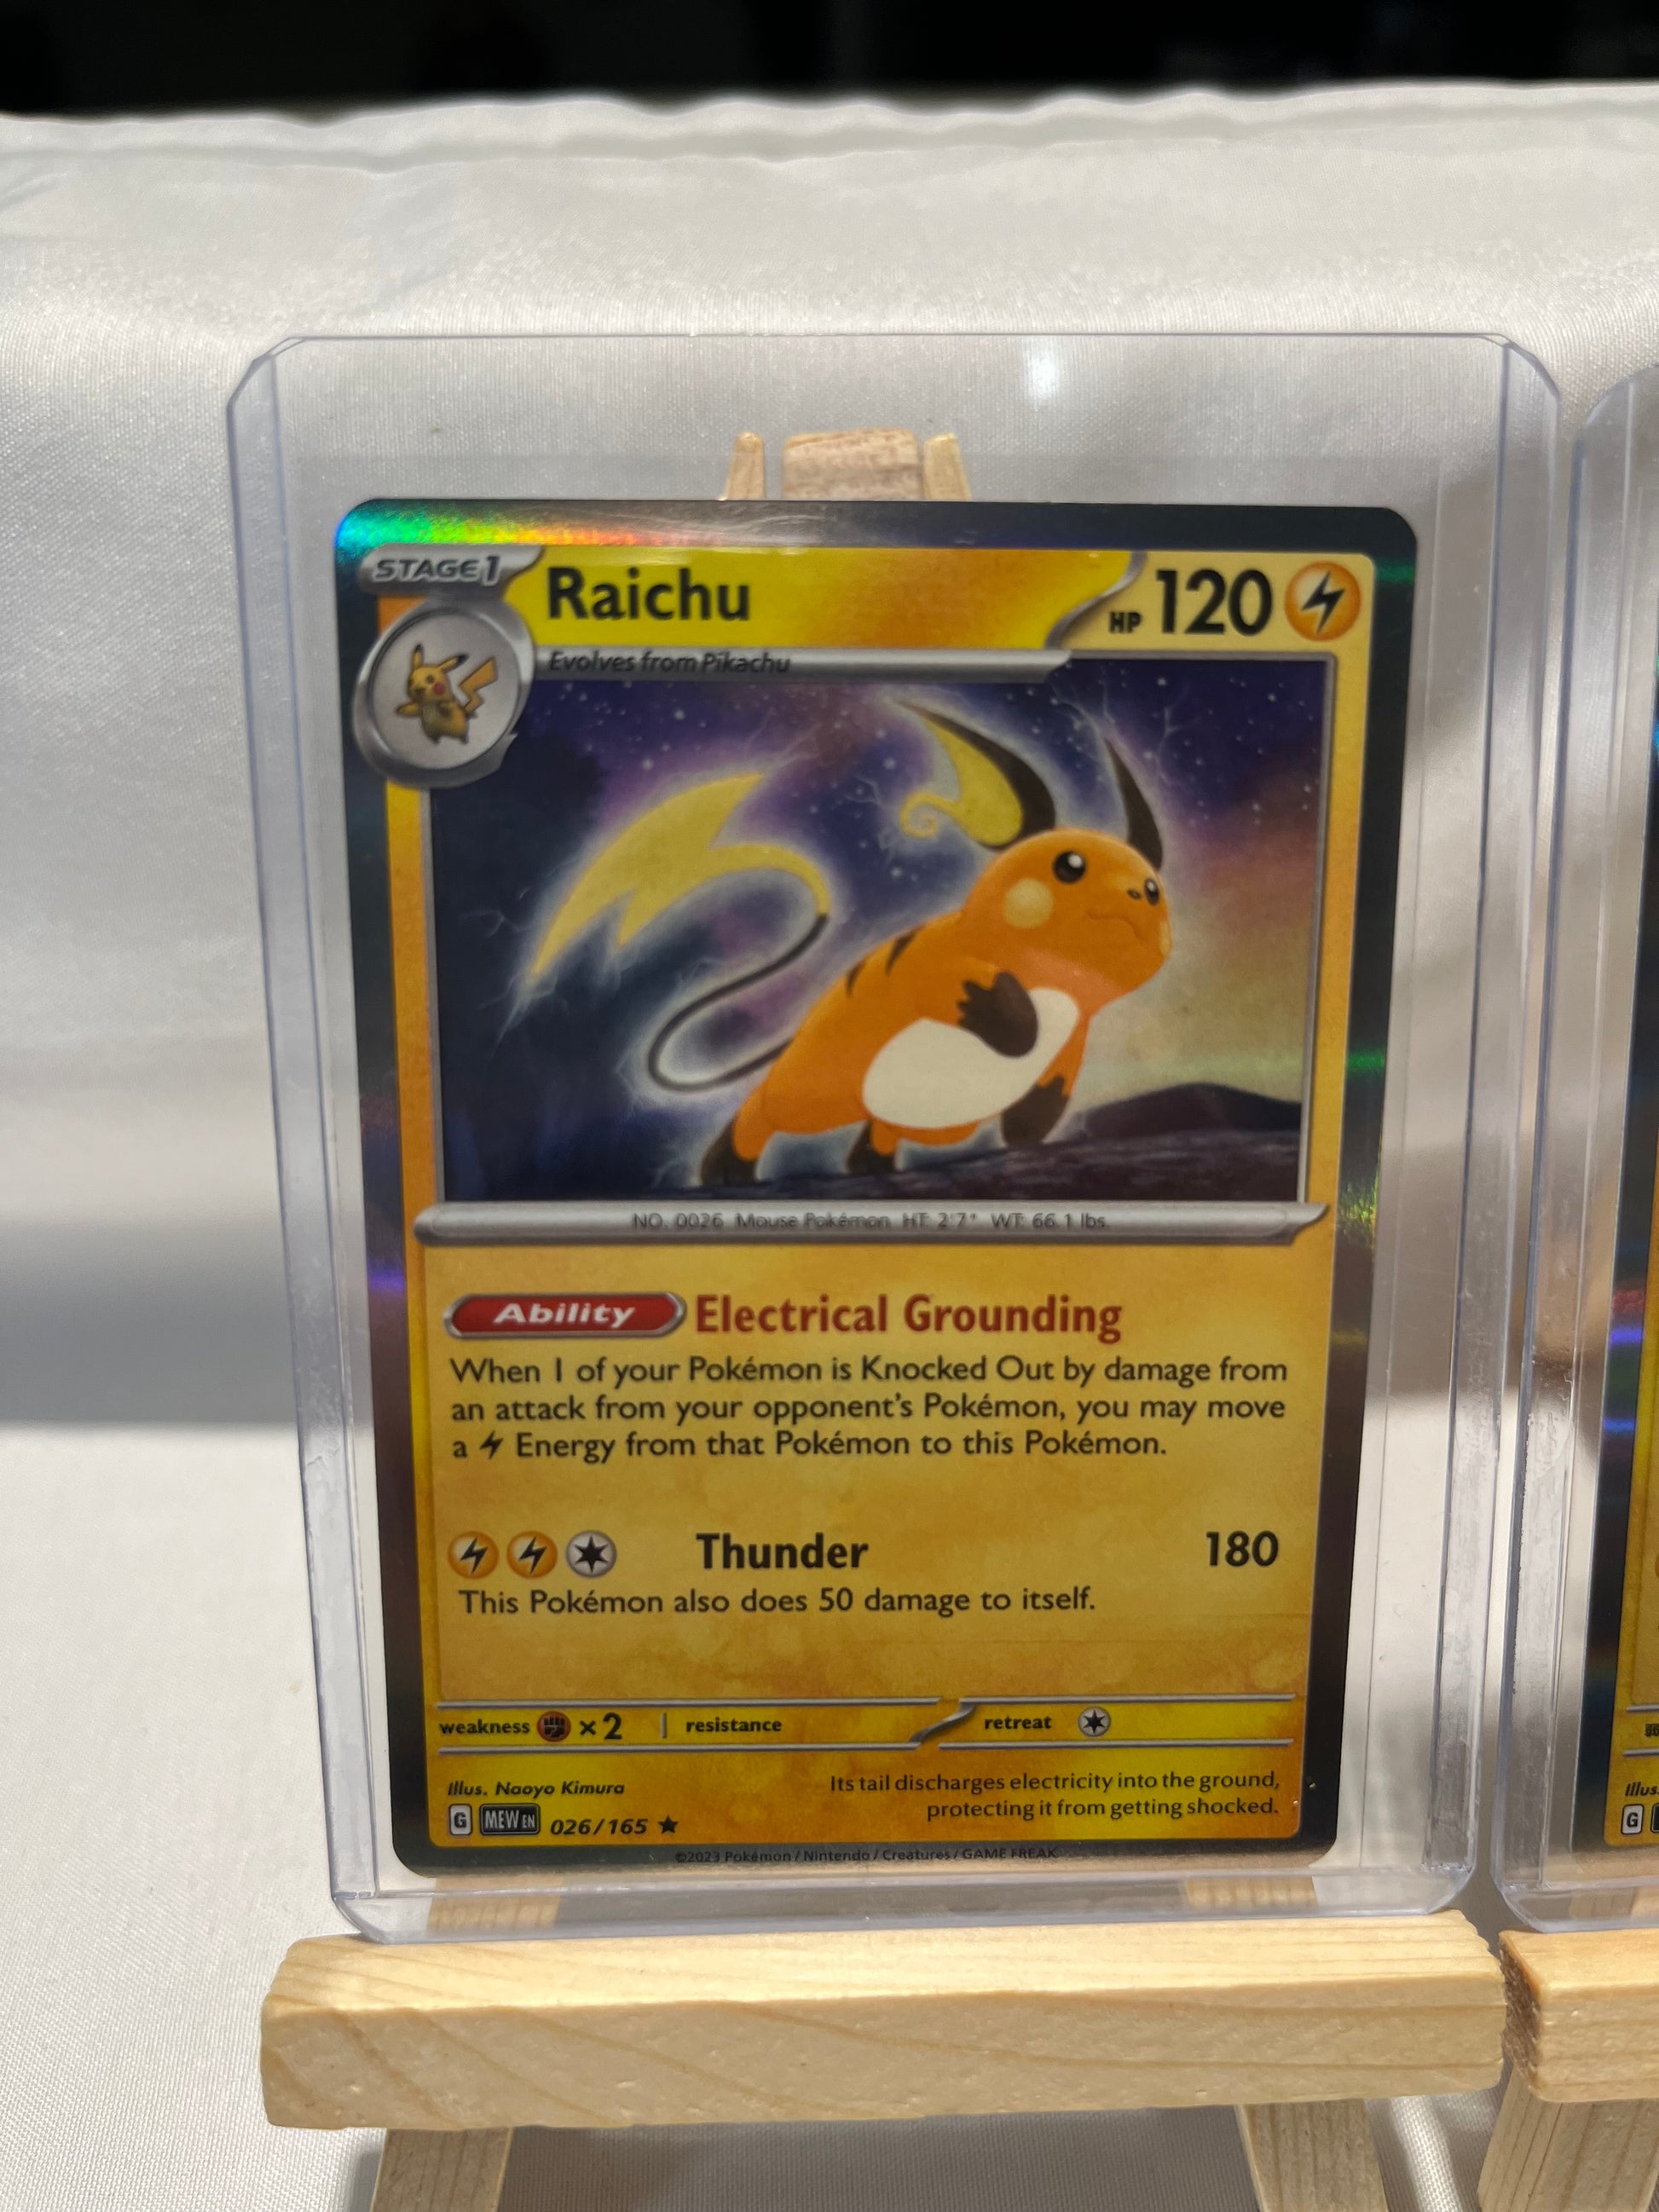 STAGE 1
Raichu
HP 120
Evolves from Pikachu
NO. 0026 Mouse Pokémon HT: 2'7" WT: 66.1 lbs.
Ability Electrical Grounding
When 1 of your Pokémon is Knocked Out by damage from
an attack from your opponent's Pokémon, you may move
a Energy from that Pokémon to this Pokémon.
Thunder 180
This Pokémon also does 50 damage to itself.
weakness ×2 | resistance retreat
Illus. Naoyo Kimura
Its tail discharges electricity into the ground,
protecting it from getting shocked.
G MEW EN 026/165 ★
©2023 Pokémon / Nintendo / Creatures / GAME FREAK
Illus.
G